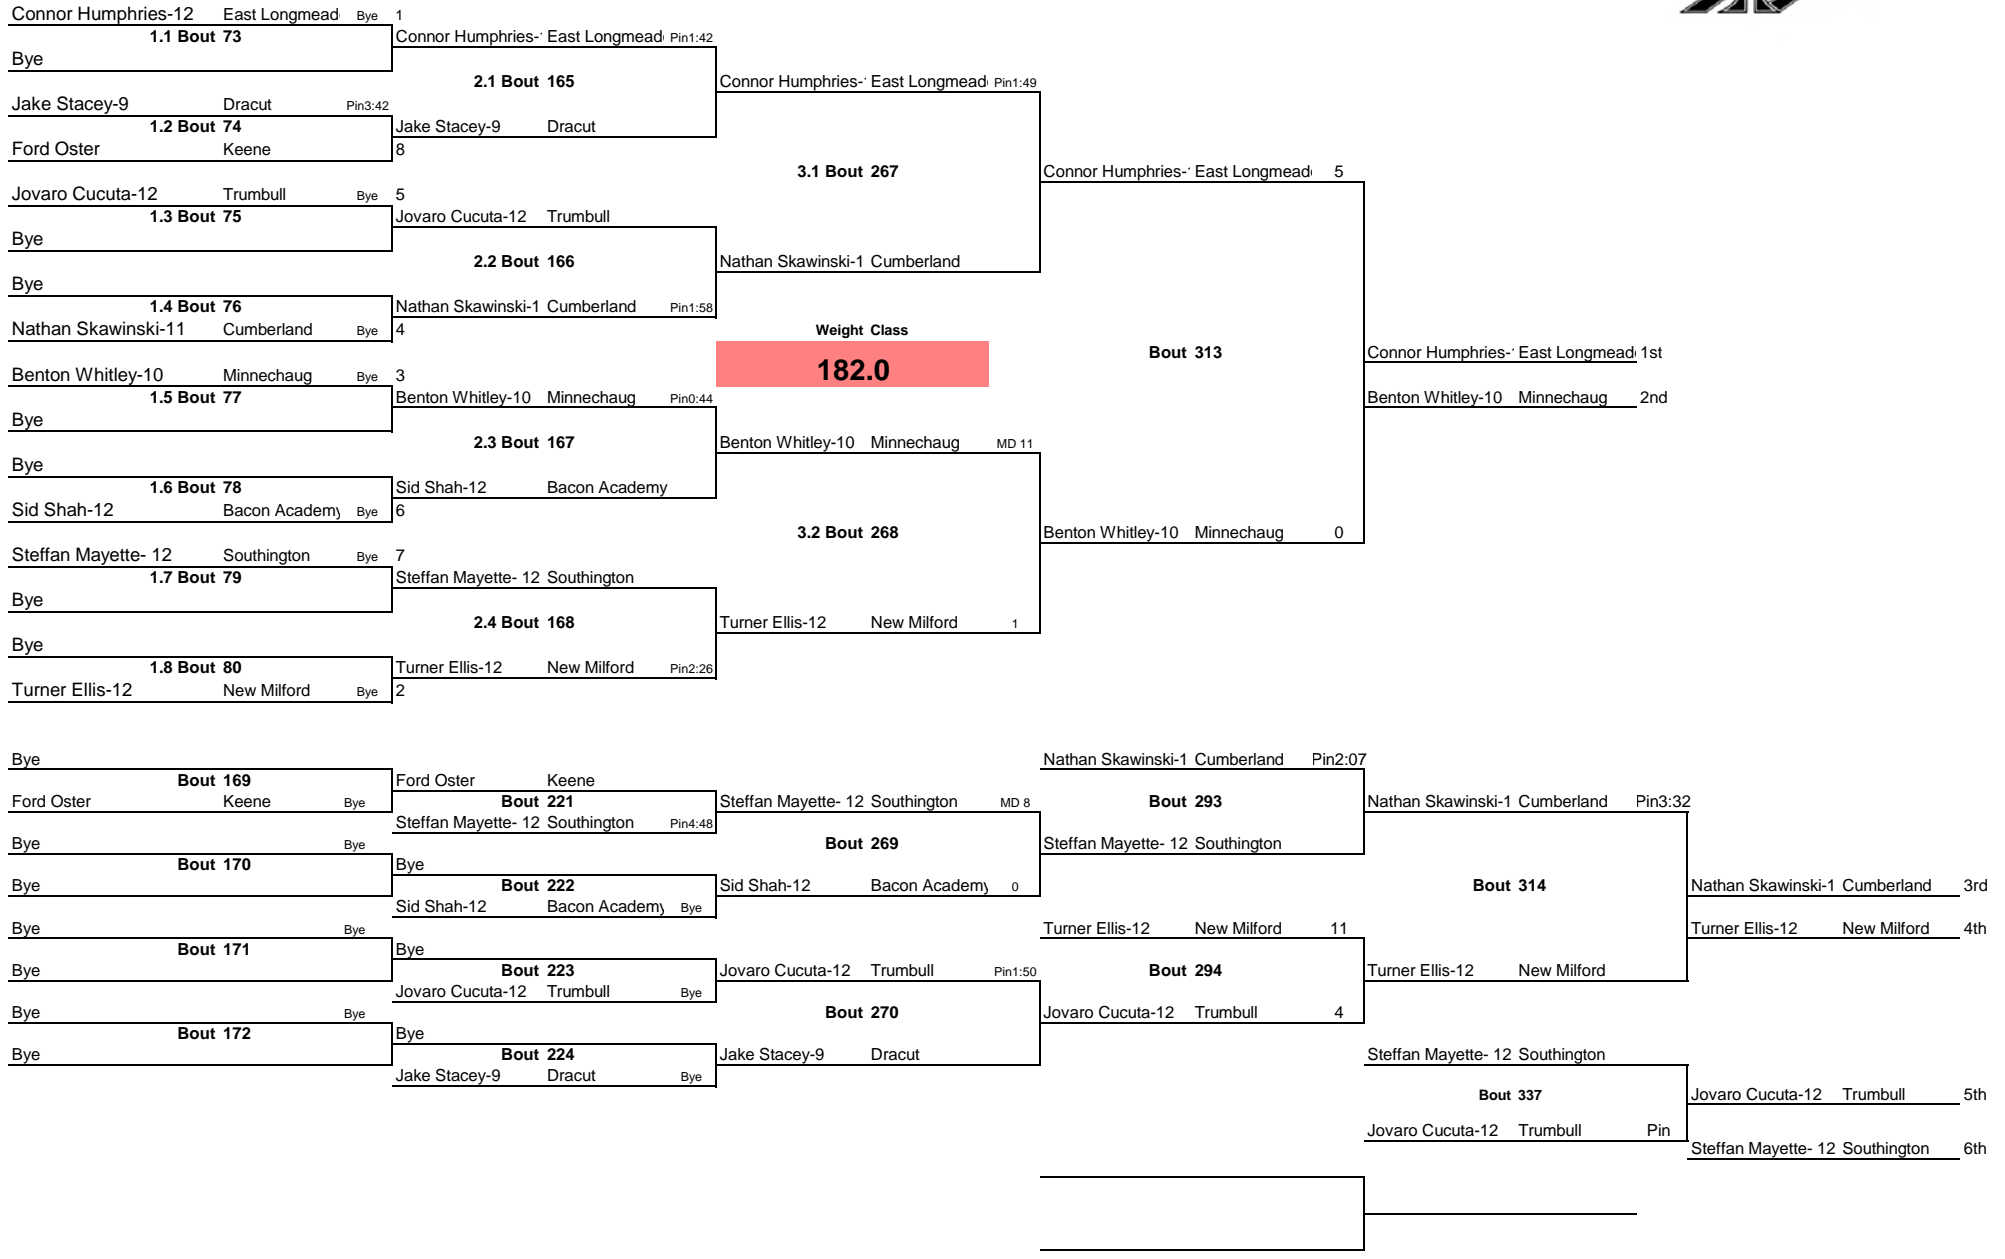 Connor Humphries-12 East Longmead Bye 1
1.1 Bout 73 Connor Humphries- East Longmead Pin1:42
Bye
2.1 Bout 165 Connor Humphries- East Longmead Pin1:49
Jake Stacey-9 Dracut Pin3:42
1.2 Bout 74 Jake Stacey-9 Dracut
Ford Oster Keene 8
3.1 Bout 267 Connor Humphries- East Longmead 5
Jovaro Cucuta-12 Trumbull Bye 5
1.3 Bout 75 Jovaro Cucuta-12 Trumbull
Bye
2.2 Bout 166 Nathan Skawinski-1 Cumberland
Bye
1.4 Bout 76 Nathan Skawinski-1 Cumberland Pin1:58
Nathan Skawinski-11 Cumberland Bye 4 Weight Class
Bout 313 Connor Humphries- East Longmead 1st
182.0
Benton Whitley-10 Minnechaug Bye 3
1.5 Bout 77 Benton Whitley-10 Minnechaug Pin0:44 Benton Whitley-10 Minnechaug 2nd
Bye
2.3 Bout 167 Benton Whitley-10 Minnechaug MD 11
Bye
1.6 Bout 78 Sid Shah-12 Bacon Academy
Sid Shah-12 Bacon Academy Bye 6
3.2 Bout 268 Benton Whitley-10 Minnechaug 0
Steffan Mayette- 12 Southington Bye 7
1.7 Bout 79 Steffan Mayette- 12 Southington
Bye
2.4 Bout 168 Turner Ellis-12 New Milford 1
Bye
1.8 Bout 80 Turner Ellis-12 New Milford Pin2:26
Turner Ellis-12 New Milford Bye 2
Bye Nathan Skawinski-1 Cumberland Pin2:07
Bout 169 Ford Oster Keene
Ford Oster Keene Bye Bout 221 Steffan Mayette- 12 Southington MD 8 Bout 293 Nathan Skawinski-1 Cumberland Pin3:32
Steffan Mayette- 12 Southington Pin4:48
Bye Bye Bout 269 Steffan Mayette- 12 Southington
Bout 170 Bye
Bye Bout 222 Sid Shah-12 Bacon Academy 0 Bout 314 Nathan Skawinski-1 Cumberland 3rd
Sid Shah-12 Bacon Academy Bye
Bye Bye Turner Ellis-12 New Milford 11 Turner Ellis-12 New Milford 4th
Bout 171 Bye
Bye Bout 223 Jovaro Cucuta-12 Trumbull Pin1:50 Bout 294 Turner Ellis-12 New Milford
Jovaro Cucuta-12 Trumbull Bye
Bye Bye Bout 270 Jovaro Cucuta-12 Trumbull 4
Bout 172 Bye
Bye Bout 224 Jake Stacey-9 Dracut Steffan Mayette- 12 Southington
Jake Stacey-9 Dracut Bye
Bout 337 Jovaro Cucuta-12 Trumbull 5th
Jovaro Cucuta-12 Trumbull Pin
Steffan Mayette- 12 Southington 6th